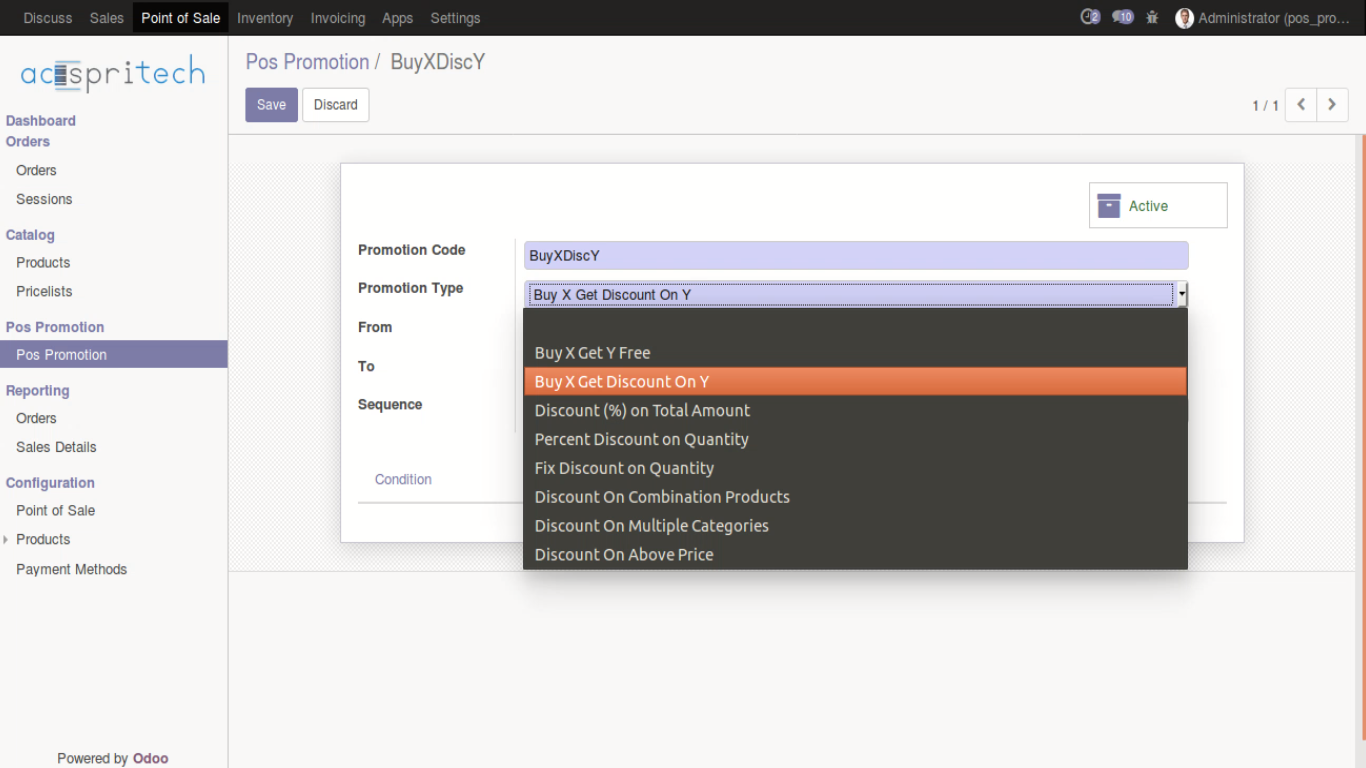 Discuss Sales Point of Sale Inventory Invoicing Apps Settings 2 10 Administrator (pos_pro...
acespritech
Pos Promotion / BuyXDiscY
Save Discard 1 / 1
Dashboard
Orders
Orders
Sessions
Catalog
Products
Pricelists
Pos Promotion
Pos Promotion
Reporting
Orders
Sales Details
Configuration
Point of Sale
Products
Payment Methods
Powered by Odoo
Active
Promotion Code BuyXDiscY
Promotion Type Buy X Get Discount On Y
From
To
Sequence
Condition
Buy X Get Y Free
Buy X Get Discount On Y
Discount (%) on Total Amount
Percent Discount on Quantity
Fix Discount on Quantity
Discount On Combination Products
Discount On Multiple Categories
Discount On Above Price